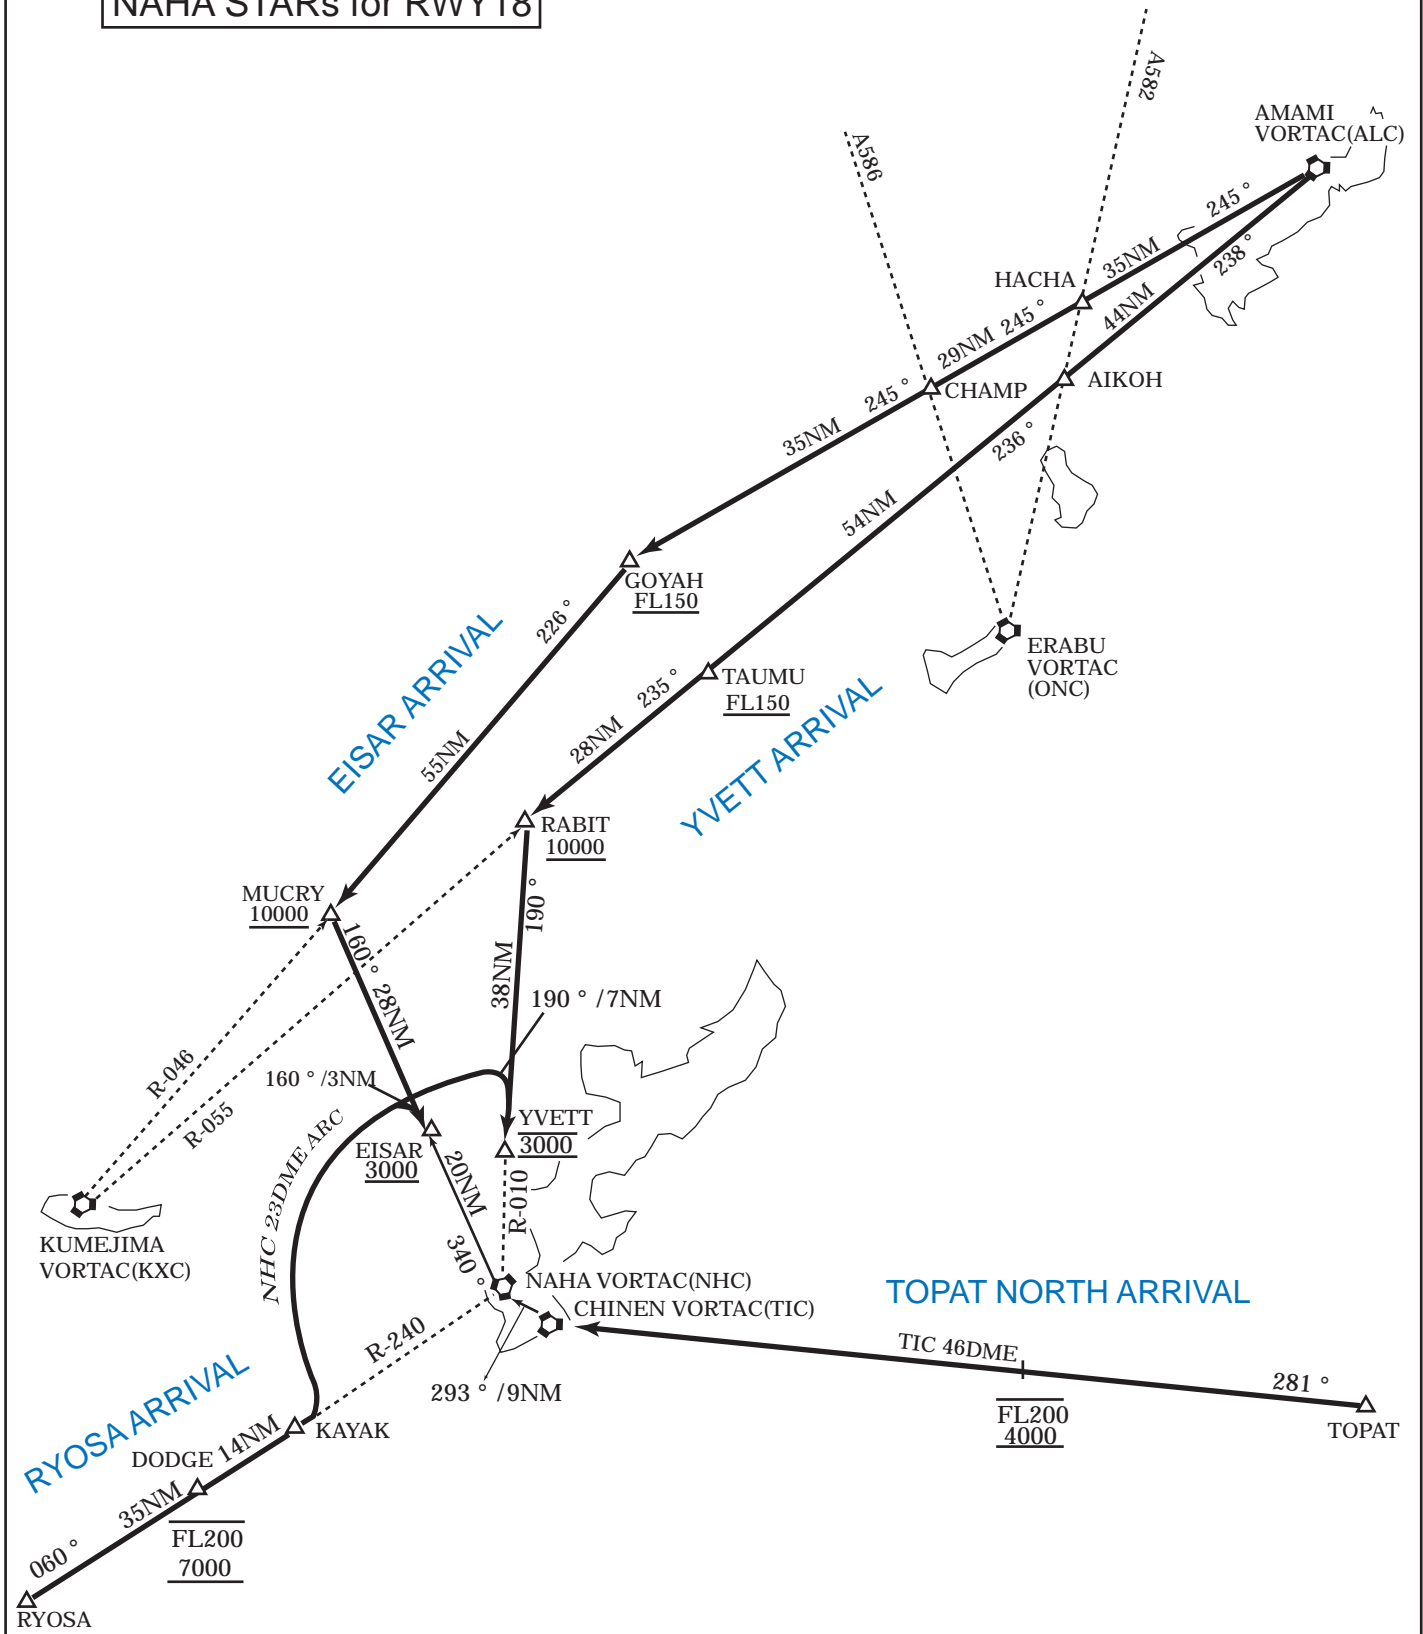 NAHA STARs for RWY18
A582
A586
AMAMI
VORTAC(ALC)
245°
35NM
238°
44NM
HACHA
245°
29NM
CHAMP
AIKOH
245°
35NM
236°
54NM
GOYAH
FL150
226°
55NM
EISAR ARRIVAL
TAUMU
FL150
235°
28NM
YVETT ARRIVAL
ERABU
VORTAC
(ONC)
RABIT
10000
MUCRY
10000
190°
38NM
160° 28NM
190°/7NM
R-046
R-055
160°/3NM
NHC 23DME ARC
YVETT
3000
EISAR
3000
20NM
340°
R-010
KUMEJIMA
VORTAC(KXC)
NAHA VORTAC(NHC)
CHINEN VORTAC(TIC)
TOPAT NORTH ARRIVAL
TIC 46DME
281°
FL200
4000
TOPAT
R-240
293°/9NM
RYOSA ARRIVAL
KAYAK
14NM
DODGE
35NM
FL200
7000
060°
RYOSA